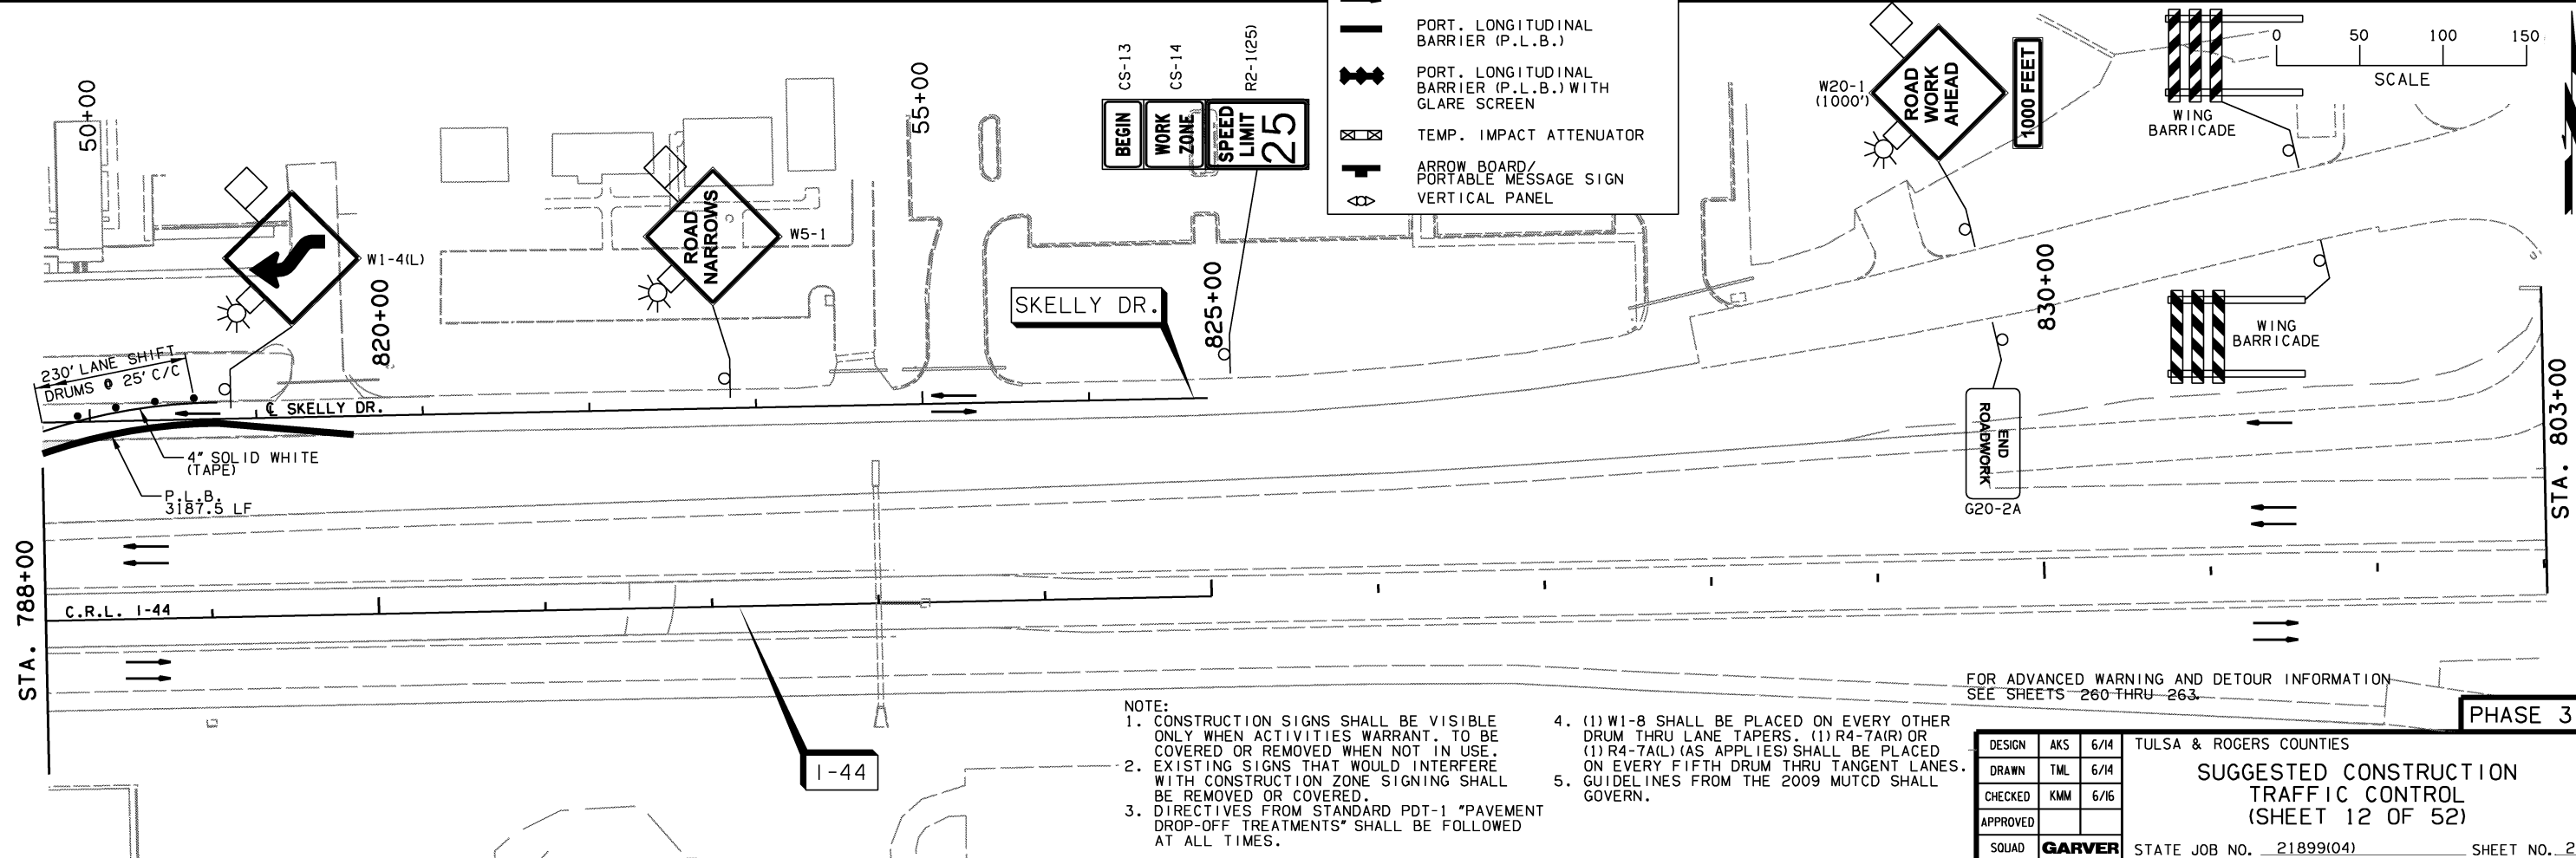 PORT. LONGITUDINAL
BARRIER (P.L.B.)
PORT. LONGITUDINAL
BARRIER (P.L.B.) WITH
GLARE SCREEN
TEMP. IMPACT ATTENUATOR
ARROW BOARD/
PORTABLE MESSAGE SIGN
VERTICAL PANEL
CS-13
CS-14
R2-1(25)
BEGIN
WORK
ZONE
SPEED
LIMIT
25
W20-1
(1000')
ROAD
WORK
AHEAD
1000 FEET
WING
BARRICADE
0 50 100 150
SCALE
50+00
55+00
W1-4(L)
ROAD
NARROWS
W5-1
820+00
825+00
830+00
SKELLY DR.
WING
BARRICADE
230' LANE SHIFT
DRUMS @ 25' C/C
℄ SKELLY DR.
4" SOLID WHITE
(TAPE)
P.L.B.
3187.5 LF
END
ROADWORK
G20-2A
STA. 803+00
STA. 788+00
C.R.L. I-44
I-44
FOR ADVANCED WARNING AND DETOUR INFORMATION
SEE SHEETS 260 THRU 263.
PHASE 3
NOTE:
1. CONSTRUCTION SIGNS SHALL BE VISIBLE
ONLY WHEN ACTIVITIES WARRANT. TO BE
COVERED OR REMOVED WHEN NOT IN USE.
2. EXISTING SIGNS THAT WOULD INTERFERE
WITH CONSTRUCTION ZONE SIGNING SHALL
BE REMOVED OR COVERED.
3. DIRECTIVES FROM STANDARD PDT-1 "PAVEMENT
DROP-OFF TREATMENTS" SHALL BE FOLLOWED
AT ALL TIMES.
4. (1) W1-8 SHALL BE PLACED ON EVERY OTHER
DRUM THRU LANE TAPERS. (1) R4-7A(R) OR
(1) R4-7A(L) (AS APPLIES) SHALL BE PLACED
ON EVERY FIFTH DRUM THRU TANGENT LANES.
5. GUIDELINES FROM THE 2009 MUTCD SHALL
GOVERN.
DESIGN AKS 6/14
DRAWN TML 6/14
CHECKED KMM 6/16
APPROVED
SQUAD GARVER
TULSA & ROGERS COUNTIES
SUGGESTED CONSTRUCTION
TRAFFIC CONTROL
(SHEET 12 OF 52)
STATE JOB NO. 21899(04) SHEET NO. 2